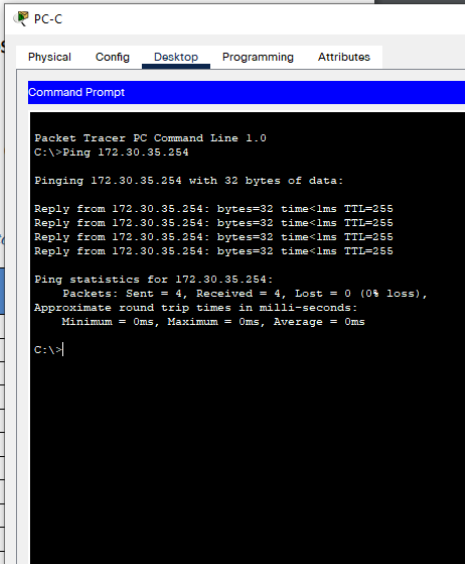 PC-C
Physical Config Desktop Programming Attributes
Command Prompt
Packet Tracer PC Command Line 1.0
C:\>Ping 172.30.35.254
Pinging 172.30.35.254 with 32 bytes of data:
Reply from 172.30.35.254: bytes=32 time<1ms TTL=255
Reply from 172.30.35.254: bytes=32 time<1ms TTL=255
Reply from 172.30.35.254: bytes=32 time<1ms TTL=255
Reply from 172.30.35.254: bytes=32 time<1ms TTL=255
Ping statistics for 172.30.35.254:
Packets: Sent = 4, Received = 4, Lost = 0 (0% loss),
Approximate round trip times in milli-seconds:
Minimum = 0ms, Maximum = 0ms, Average = 0ms
C:\>